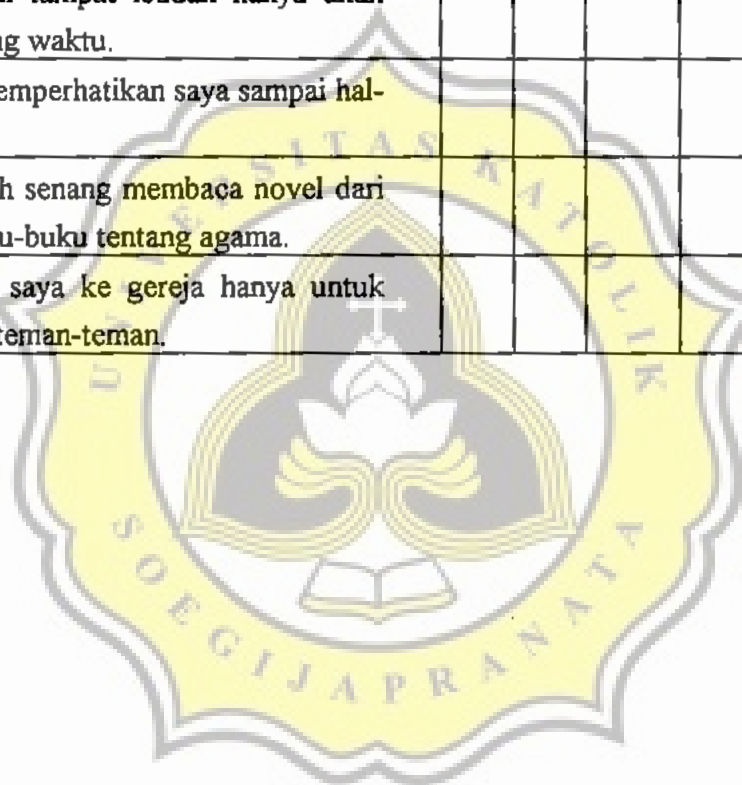 ng waktu.
emperhatikan saya sampai hal-
h senang membaca novel dari
u-buku tentang agama.
saya ke gereja hanya untuk
teman-teman.
UNIVERSITAS KATOLIK
SOEGIJAPRANATA